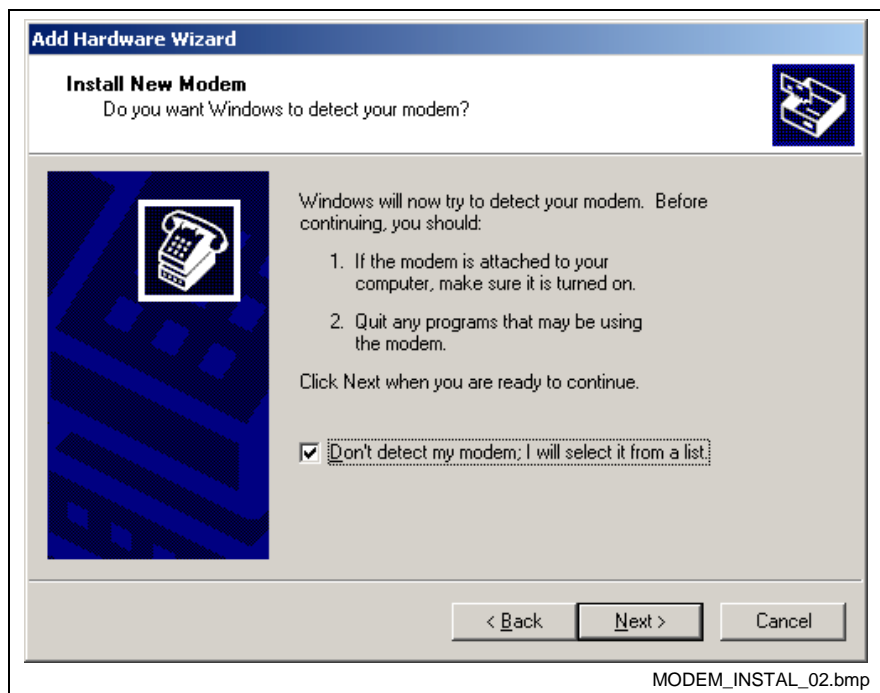 Add Hardware Wizard
Install New Modem
Do you want Windows to detect your modem?
Windows will now try to detect your modem. Before
continuing, you should:
1. If the modem is attached to your
computer, make sure it is turned on.
2. Quit any programs that may be using
the modem.
Click Next when you are ready to continue.
Don't detect my modem; I will select it from a list.
< Back
Next >
Cancel
MODEM_INSTAL_02.bmp